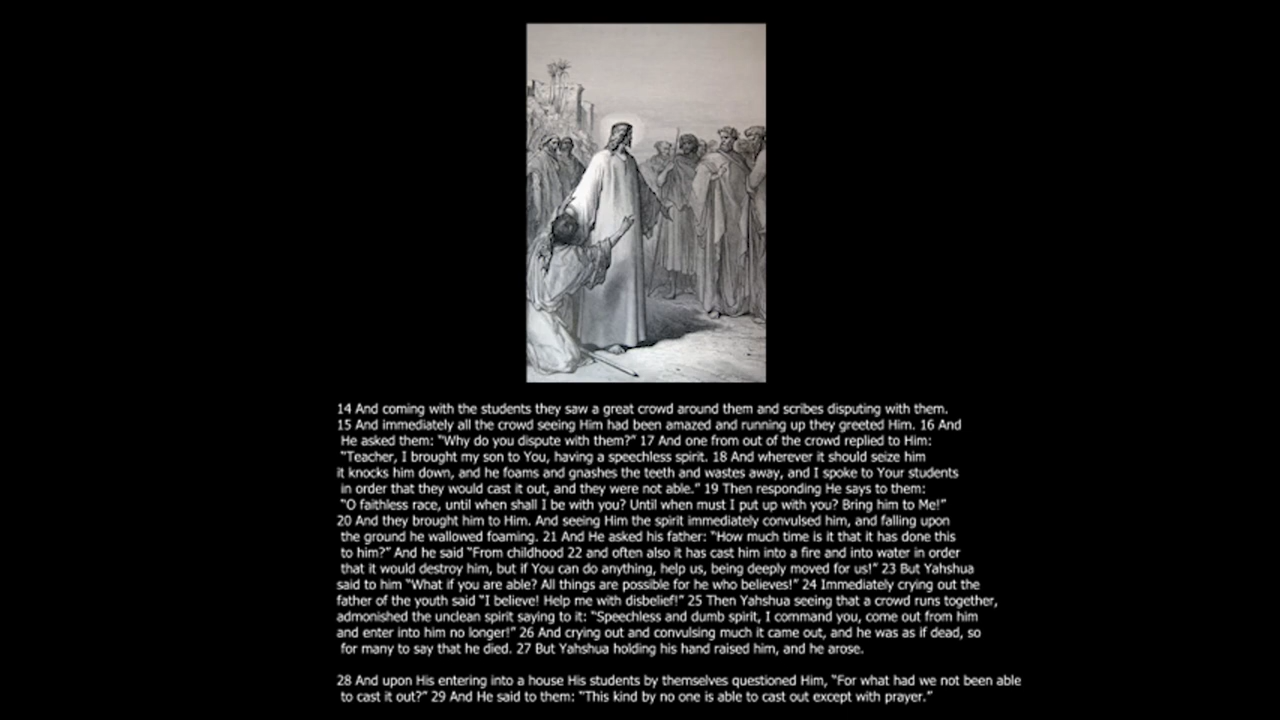 14 And coming with the students they saw a great crowd around them and scribes disputing with them.
15 And immediately all the crowd seeing Him had been amazed and running up they greeted Him. 16 And
He asked them: “Why do you dispute with them?” 17 And one from out of the crowd replied to Him:
“Teacher, I brought my son to You, having a speechless spirit. 18 And wherever it should seize him
it knocks him down, and he foams and gnashes the teeth and wastes away, and I spoke to Your students
in order that they would cast it out, and they were not able.” 19 Then responding He says to them:
“O faithless race, until when shall I be with you? Until when must I put up with you? Bring him to Me!”
20 And they brought him to Him. And seeing Him the spirit immediately convulsed him, and falling upon
the ground he wallowed foaming. 21 And He asked his father: “How much time is it that it has done this
to him?” And he said “From childhood 22 and often also it has cast him into a fire and into water in order
that it would destroy him, but if You can do anything, help us, being deeply moved for us!” 23 But Yahshua
said to him “What if you are able? All things are possible for he who believes!” 24 Immediately crying out the
father of the youth said “I believe! Help me with disbelief!” 25 Then Yahshua seeing that a crowd runs together,
admonished the unclean spirit saying to it: “Speechless and dumb spirit, I command you, come out from him
and enter into him no longer!” 26 And crying out and convulsing much it came out, and he was as if dead, so
for many to say that he died. 27 But Yahshua holding his hand raised him, and he arose.
28 And upon His entering into a house His students by themselves questioned Him, “For what had we not been able
to cast it out?” 29 And He said to them: “This kind by no one is able to cast out except with prayer.”